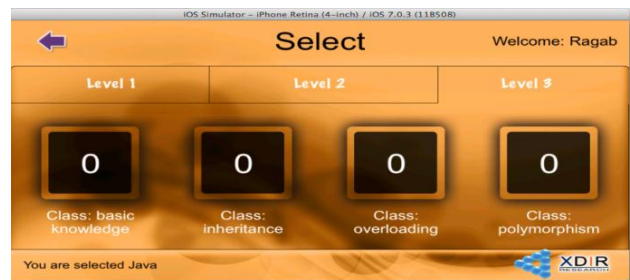 iOS Simulator – iPhone Retina (4-inch) / iOS 7.0.3 (11B508)
Select
Welcome: Ragab
Level 1
Level 2
Level 3
0
0
0
0
Class: basic
knowledge
Class:
inheritance
Class:
overloading
Class:
polymorphism
You are selected Java
XDIR
RESEARCH